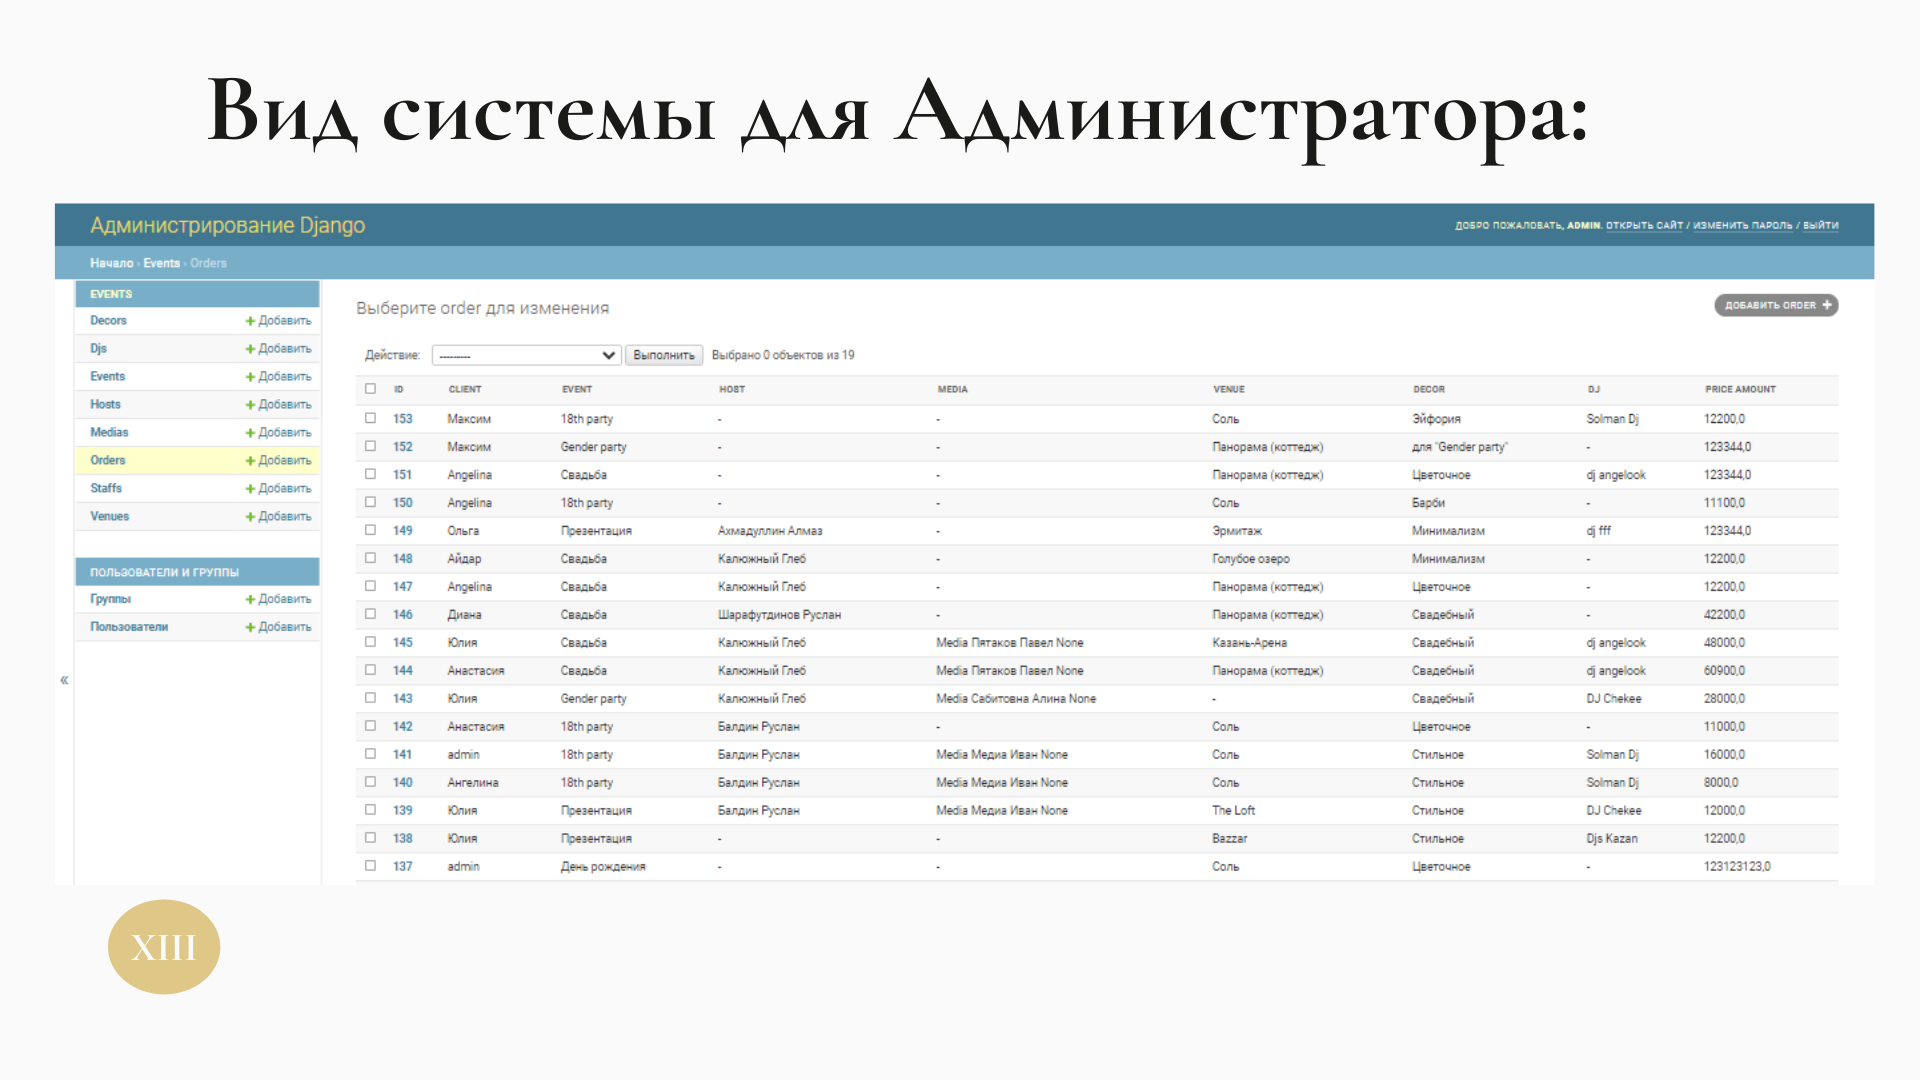 Вид системы для Администратора:
Администрирование Django
ДОБРО ПОЖАЛОВАТЬ, ADMIN. ОТКРЫТЬ САЙТ / ИЗМЕНИТЬ ПАРОЛЬ / ВЫЙТИ
Начало › Events › Orders
EVENTS
Decors + Добавить
Djs + Добавить
Events + Добавить
Hosts + Добавить
Medias + Добавить
Orders + Добавить
Staffs + Добавить
Venues + Добавить
ПОЛЬЗОВАТЕЛИ И ГРУППЫ
Группы + Добавить
Пользователи + Добавить
«
Выберите order для изменения
ДОБАВИТЬ ORDER +
Действие: --------- Выполнить Выбрано 0 объектов из 19
ID CLIENT EVENT HOST MEDIA VENUE DECOR DJ PRICE AMOUNT
153 Максим 18th party - - Соль Эйфория Solman Dj 12200,0
152 Максим Gender party - - Панорама (коттедж) для "Gender party" - 123344,0
151 Angelina Свадьба - - Панорама (коттедж) Цветочное dj angelook 123344,0
150 Angelina 18th party - - Соль Барби - 11100,0
149 Ольга Презентация Ахмадуллин Алмаз - Эрмитаж Минимализм dj fff 123344,0
148 Айдар Свадьба Калюжный Глеб - Голубое озеро Минимализм - 12200,0
147 Angelina Свадьба Калюжный Глеб - Панорама (коттедж) Цветочное - 12200,0
146 Диана Свадьба Шарафутдинов Руслан - Панорама (коттедж) Свадебный - 42200,0
145 Юлия Свадьба Калюжный Глеб Media Пятаков Павел None Казань-Арена Свадебный dj angelook 48000,0
144 Анастасия Свадьба Калюжный Глеб Media Пятаков Павел None Панорама (коттедж) Свадебный dj angelook 60900,0
143 Юлия Gender party Калюжный Глеб Media Сабитовна Алина None - Свадебный DJ Chekee 28000,0
142 Анастасия 18th party Балдин Руслан - Соль Цветочное - 11000,0
141 admin 18th party Балдин Руслан Media Медиа Иван None Соль Стильное Solman Dj 16000,0
140 Ангелина 18th party Балдин Руслан Media Медиа Иван None Соль Стильное Solman Dj 8000,0
139 Юлия Презентация Балдин Руслан Media Медиа Иван None The Loft Стильное DJ Chekee 12000,0
138 Юлия Презентация - - Bazzar Стильное Djs Kazan 12200,0
137 admin День рождения - - Соль Цветочное - 123123123,0
XIII